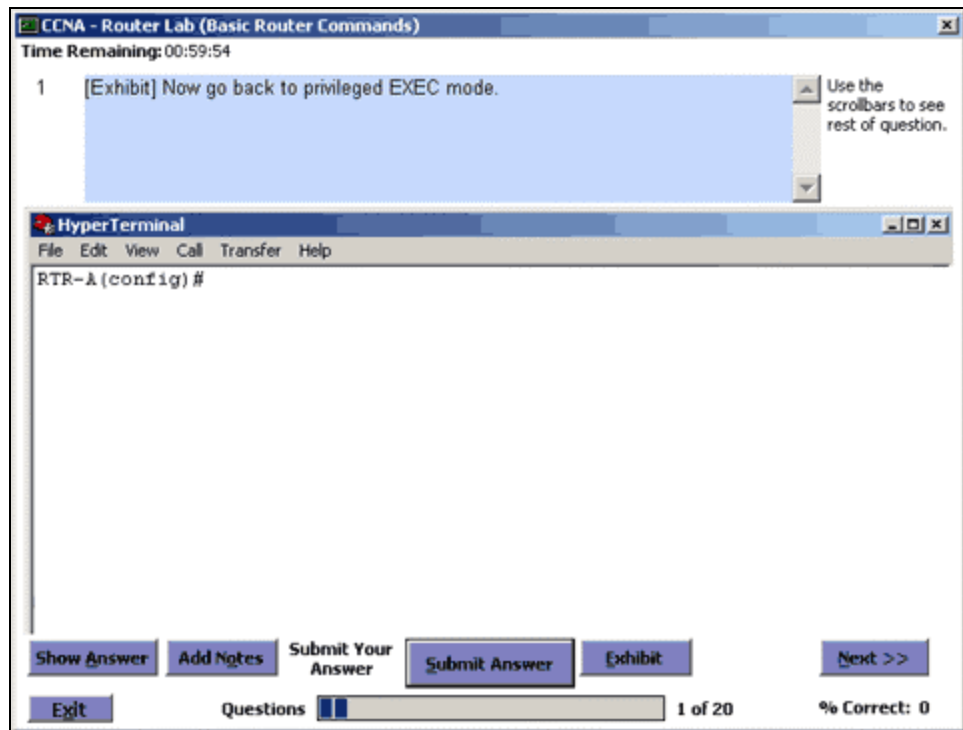 CCNA - Router Lab (Basic Router Commands)
Time Remaining: 00:59:54
1 [Exhibit] Now go back to privileged EXEC mode.
Use the
scrollbars to see
rest of question.
HyperTerminal
File Edit View Call Transfer Help
RTR-A(config)#
Show Answer
Add Notes
Submit Your
Answer
Submit Answer
Exhibit
Next >>
Exit
Questions
1 of 20
% Correct: 0